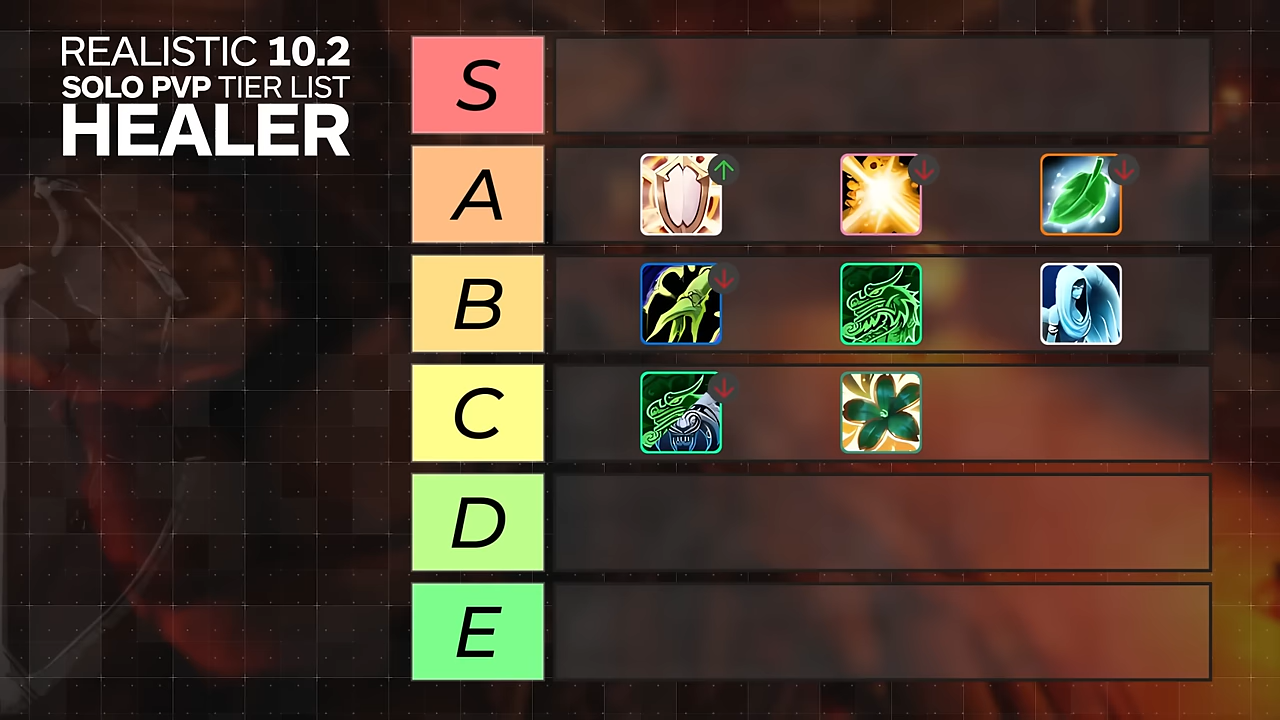 REALISTIC 10.2
SOLO PVP TIER LIST
HEALER
S
A
B
C
D
E